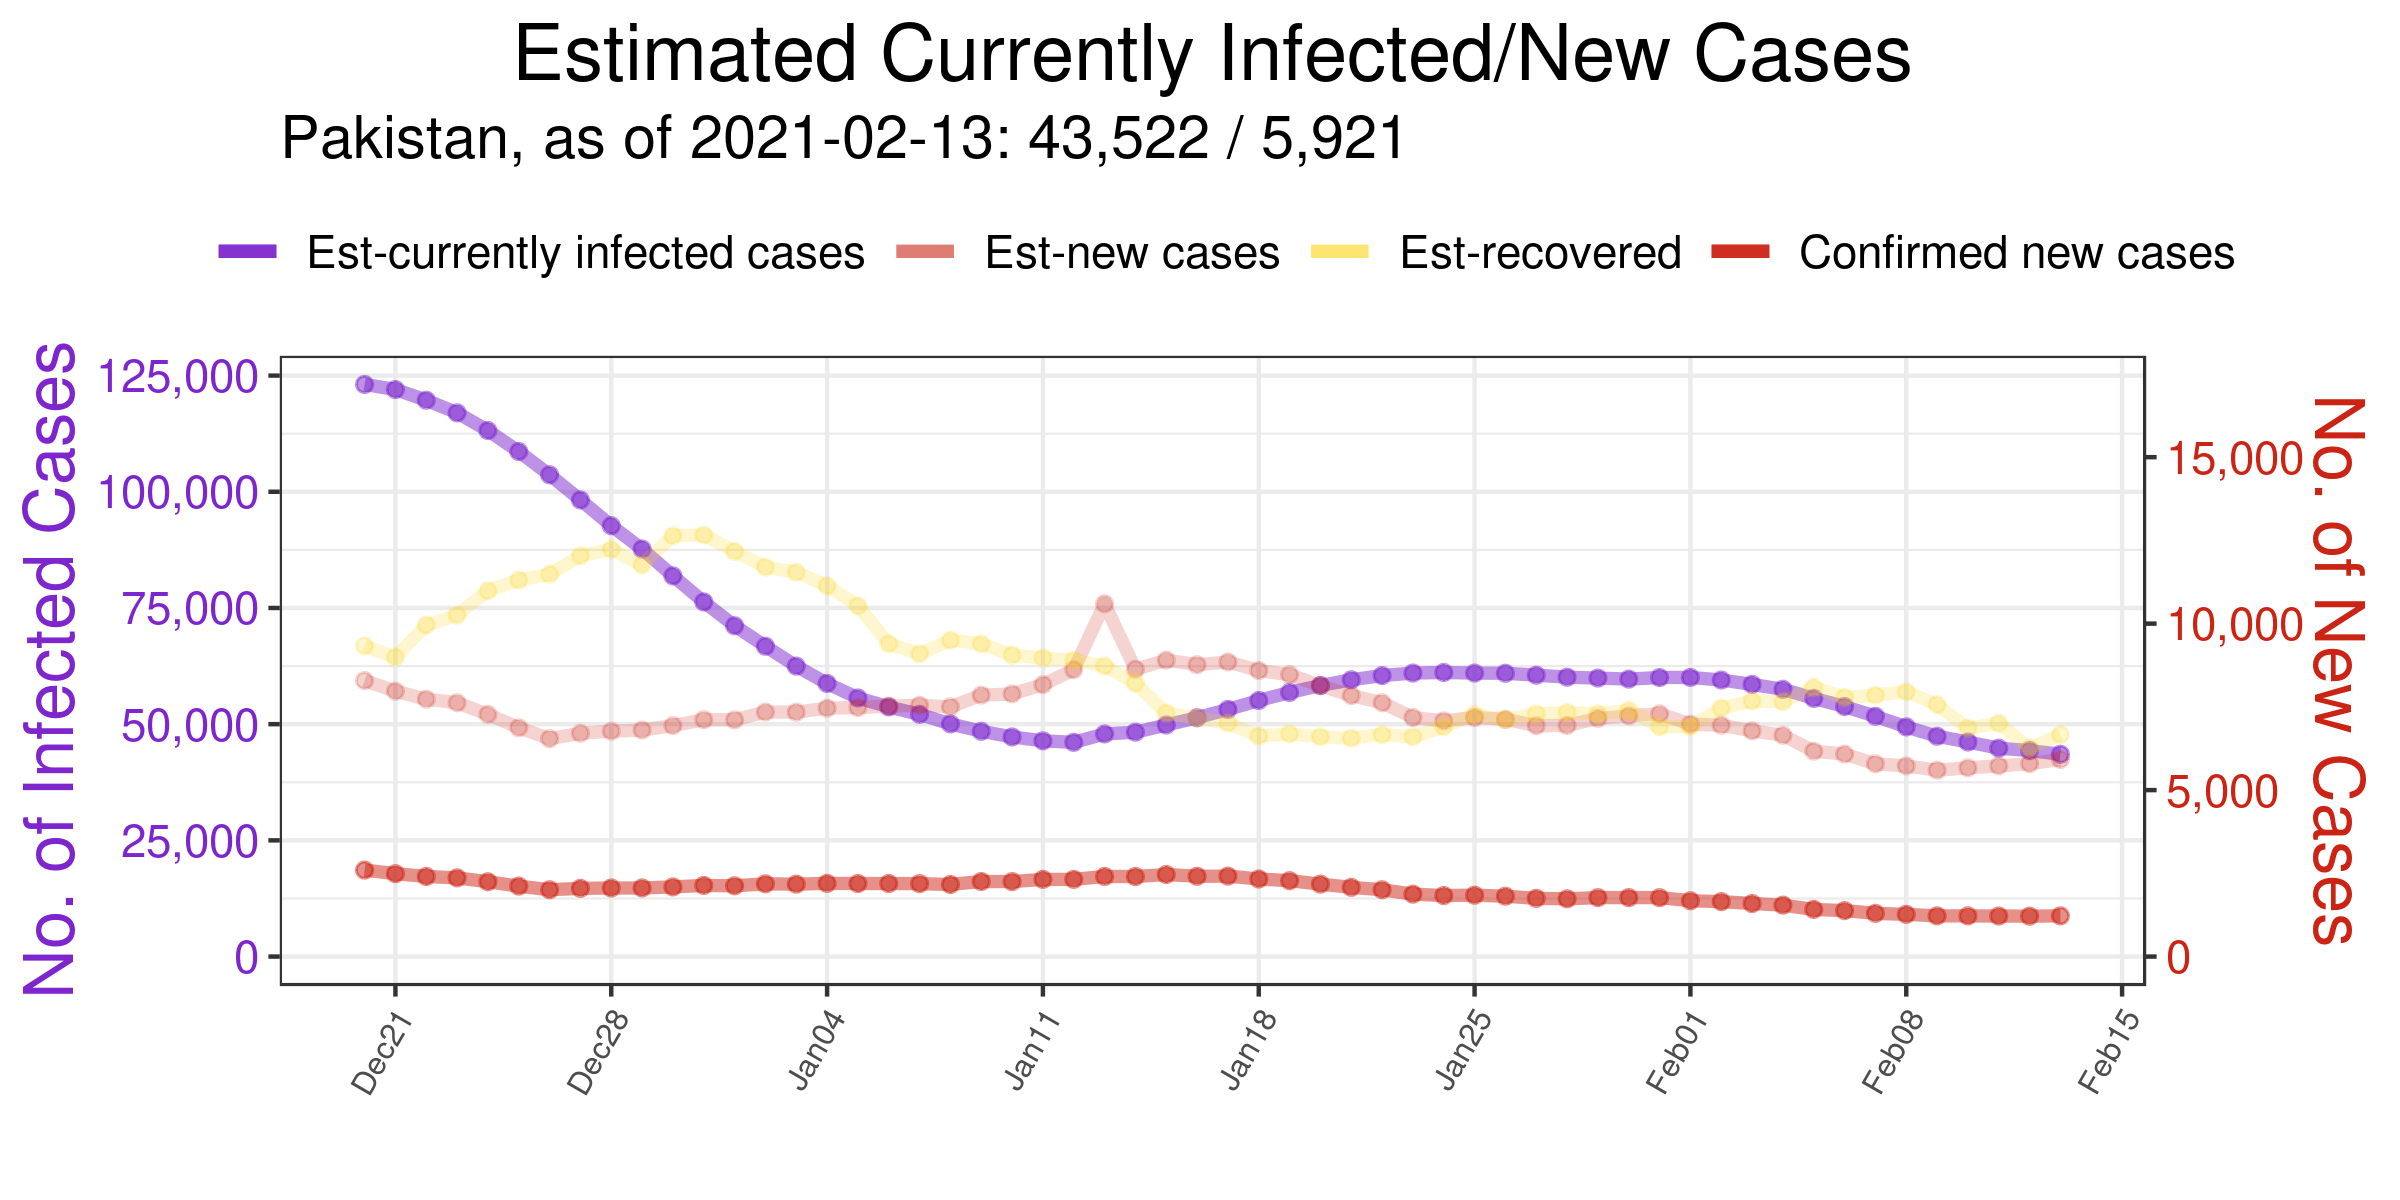 Estimated Currently Infected/New Cases
Pakistan, as of 2021-02-13: 43,522 / 5,921
Est-currently infected cases Est-new cases Est-recovered Confirmed new cases
No. of Infected Cases
125,000
100,000
75,000
50,000
25,000
0
15,000
10,000
5,000
0
No. of New Cases
Dec21 Dec28 Jan04 Jan11 Jan18 Jan25 Feb01 Feb08 Feb15